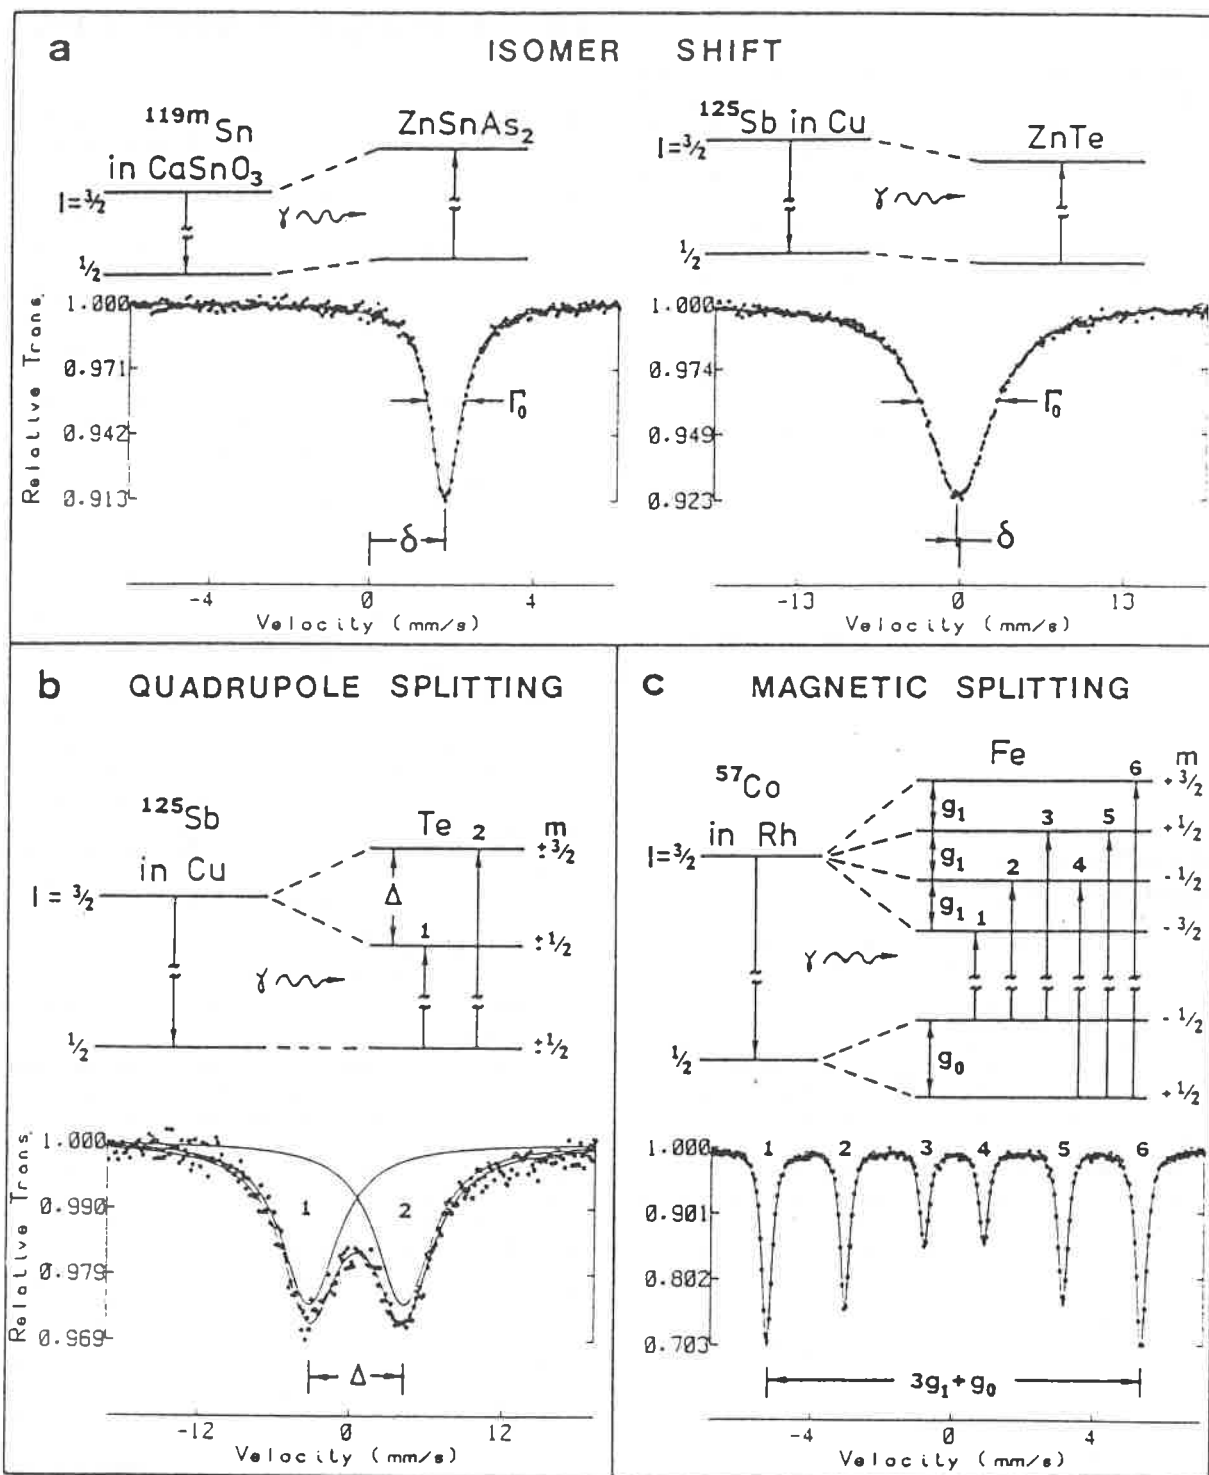 a ISOMER SHIFT
119mSn
in CaSnO3
ZnSnAs2
I=3/2
γ
1/2
125Sb in Cu
ZnTe
I=3/2
γ
1/2
Relative Trans.
1.000
0.971
0.942
0.913
Γ0
δ
-4 0 4
Velocity (mm/s)
1.000
0.974
0.949
0.923
Γ0
δ
-13 0 13
Velocity (mm/s)
b QUADRUPOLE SPLITTING
125Sb
in Cu
Te
m
2
±3/2
I = 3/2
Δ
1
±1/2
γ
1/2
±1/2
Relative Trans.
1.000
0.990
0.979
0.969
1 2
Δ
-12 0 12
Velocity (mm/s)
c MAGNETIC SPLITTING
57Co
in Rh
Fe
m
6
+3/2
g1
3 5
+1/2
I=3/2
g1
2 4
-1/2
g1
1
-3/2
γ
-1/2
1/2
g0
+1/2
1.000
0.901
0.802
0.703
1 2 3 4 5 6
3g1+g0
-4 0 4
Velocity (mm/s)